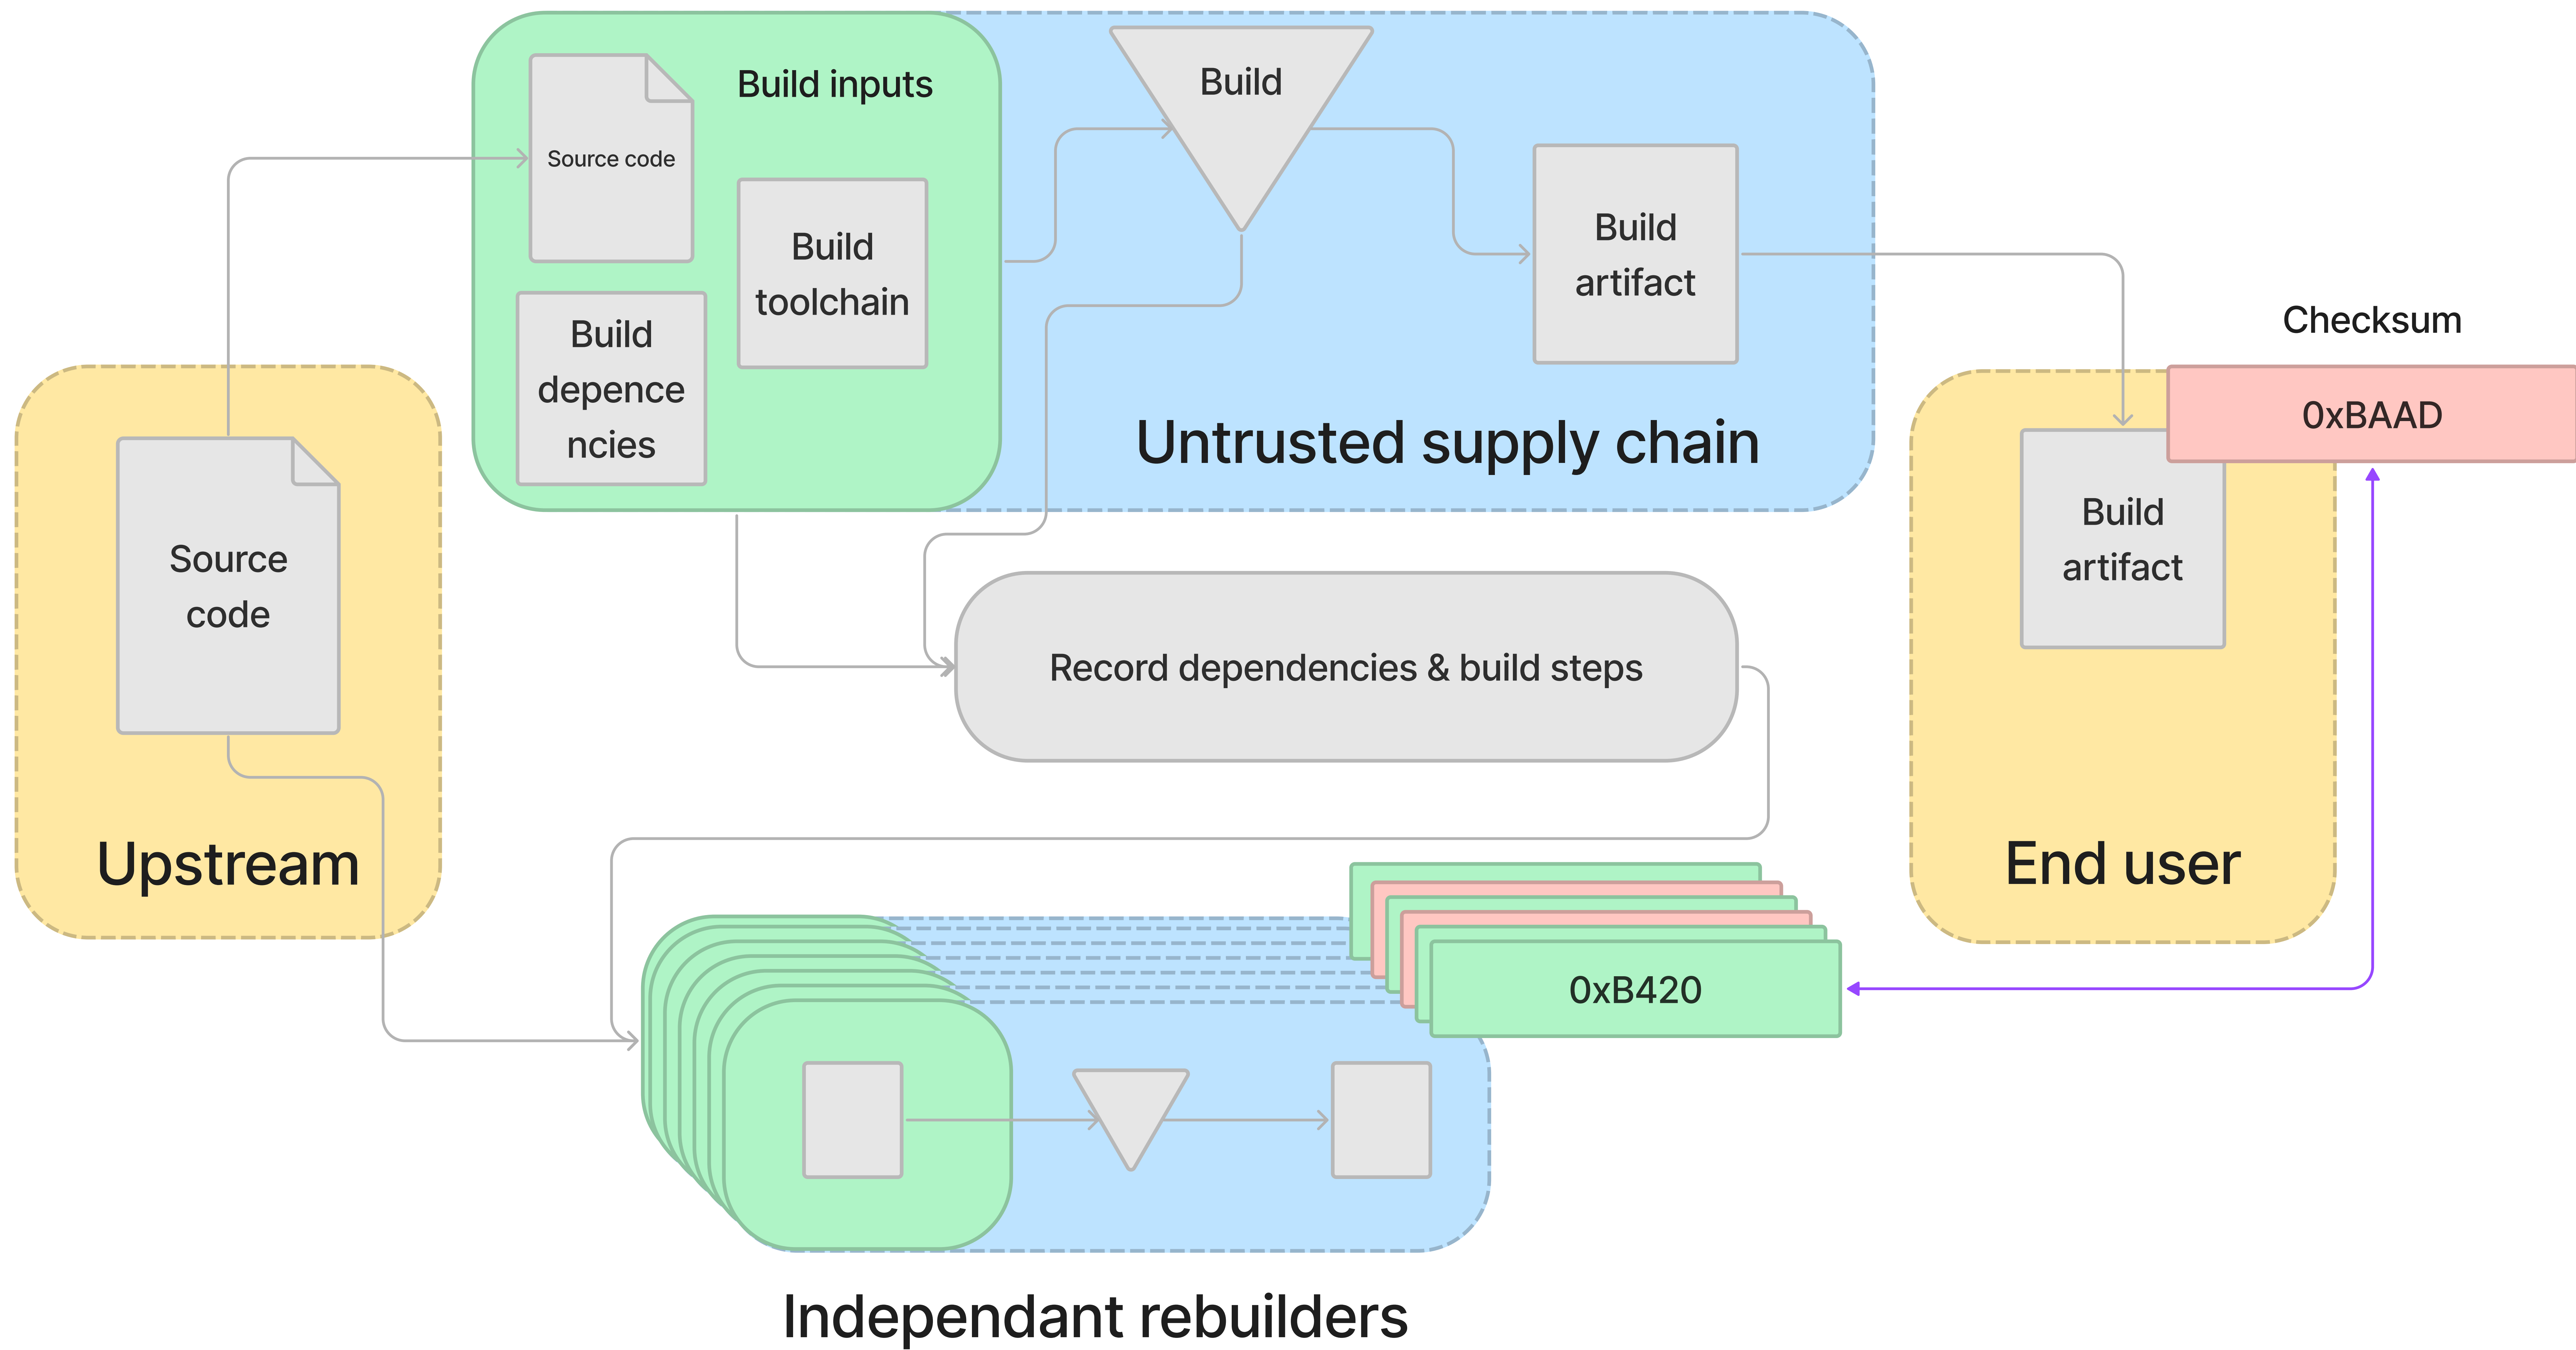 Build inputs
Source code
Build
toolchain
Build
depence
ncies
Build
Build
artifact
Untrusted supply chain
Checksum
0xBAAD
Build
artifact
End user
Source
code
Upstream
Record dependencies & build steps
0xB420
Independant rebuilders